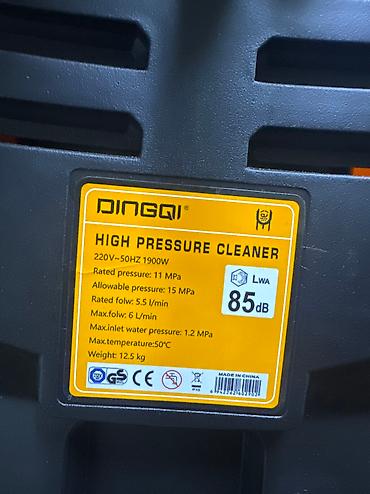 DINGQI®
HIGH PRESSURE CLEANER
220V~50HZ 1900W
Rated pressure: 11 MPa
Allowable pressure: 15 MPa
Rated folw: 5.5 l/min
Max.folw: 6 L/min
Max.inlet water pressure: 1.2 MPa
Max.temperature:50℃
Weight: 12.5 kg
LWA
85dB
GS CE
MADE IN CHINA